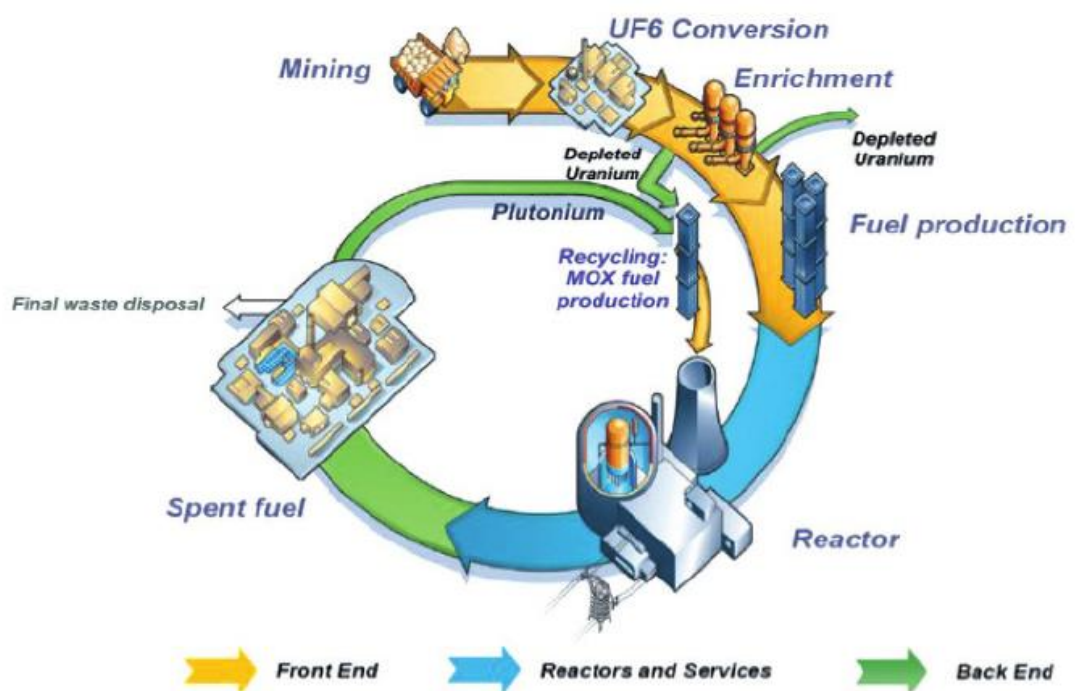 UF6 Conversion
Mining
Enrichment
Depleted
Uranium
Depleted
Uranium
Plutonium
Fuel production
Recycling:
MOX fuel
production
Final waste disposal
Spent fuel
Reactor
Front End
Reactors and Services
Back End